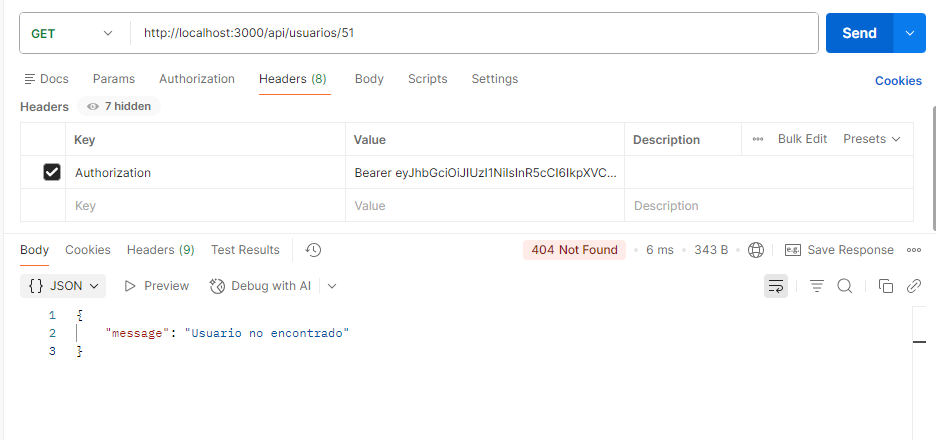 GET http://localhost:3000/api/usuarios/51 Send
Docs Params Authorization Headers (8) Body Scripts Settings Cookies
Headers 7 hidden
Key Value Description Bulk Edit Presets
Authorization Bearer eyJhbGciOiJIUzI1NiIsInR5cCI6IkpXVC...
Key Value Description
Body Cookies Headers (9) Test Results 404 Not Found 6 ms 343 B e.g. Save Response
{} JSON Preview Debug with AI
1 {
2 "message": "Usuario no encontrado"
3 }